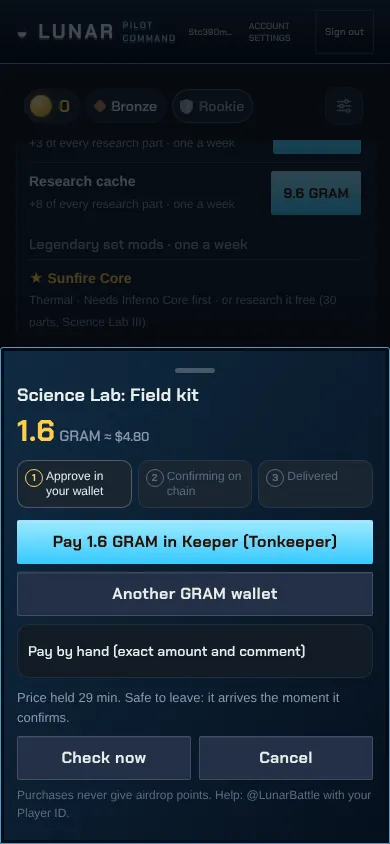 LUNAR PILOT COMMAND Stc390m... ACCOUNT SETTINGS Sign out
0 Bronze Rookie
+3 of every research part · one a week
Research cache
+8 of every research part · one a week
9.6 GRAM
Legendary set mods · one a week
★ Sunfire Core
Thermal · Needs Inferno Core first · or research it free (30
parts, Science Lab III)
Science Lab: Field kit
1.6 GRAM ≈ $4.80
1 Approve in your wallet
2 Confirming on chain
3 Delivered
Pay 1.6 GRAM in Keeper (Tonkeeper)
Another GRAM wallet
Pay by hand (exact amount and comment)
Price held 29 min. Safe to leave: it arrives the moment it
confirms.
Check now Cancel
Purchases never give airdrop points. Help: @LunarBattle with your
Player ID.